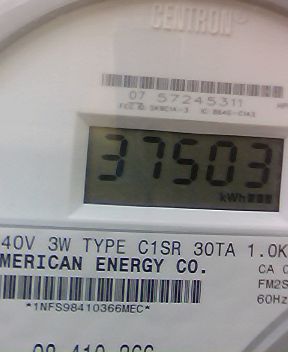 CENTRON®
07 57245311
37503
kWh
40V 3W TYPE C1SR 30TA 1.0K
MERICAN ENERGY CO.
CA 0
FM2S
60Hz
*1NFS98410366MEC*